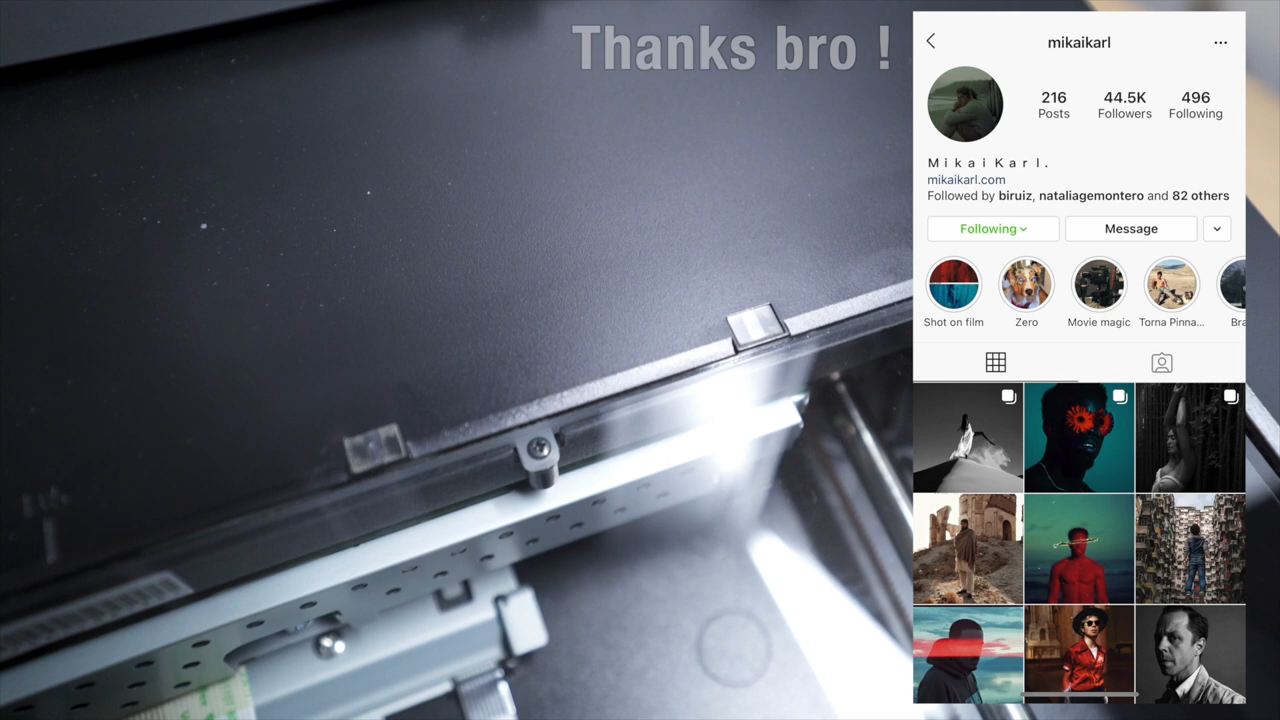 Thanks bro !
mikaikarl
216
Posts
44.5K
Followers
496
Following
M i k a i K a r l .
mikaikarl.com
Followed by biruiz, nataliagemontero and 82 others
Following
Message
Shot on film
Zero
Movie magic
Torna Pinna...
Bra